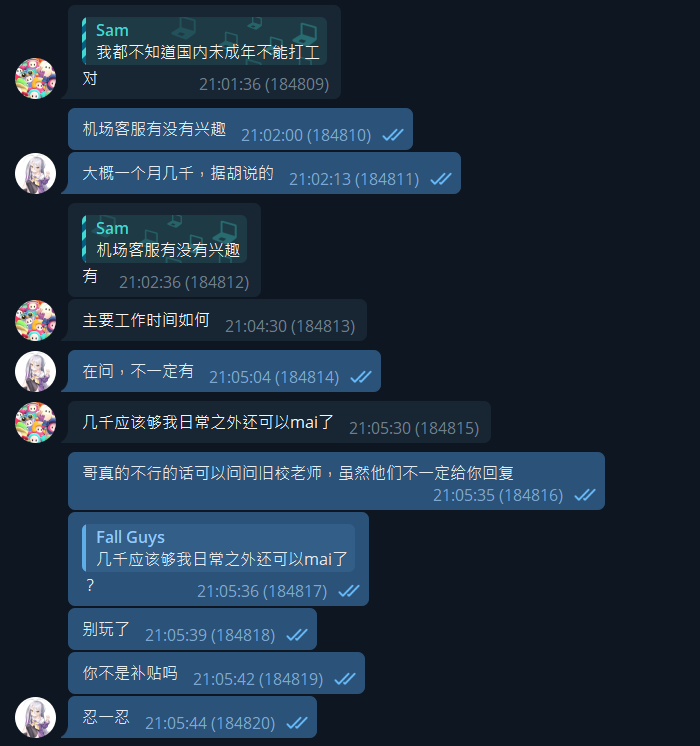 Sam
我都不知道国内未成年不能打工
对 21:01:36 (184809)
机场客服有没有兴趣 21:02:00 (184810)
大概一个月几千，据胡说的 21:02:13 (184811)
Sam
机场客服有没有兴趣
有 21:02:36 (184812)
主要工作时间如何 21:04:30 (184813)
在问，不一定有 21:05:04 (184814)
几千应该够我日常之外还可以mai了 21:05:30 (184815)
哥真的不行的话可以问问旧校老师，虽然他们不一定给你回复
21:05:35 (184816)
Fall Guys
几千应该够我日常之外还可以mai了
？ 21:05:36 (184817)
别玩了 21:05:39 (184818)
你不是补贴吗 21:05:42 (184819)
忍一忍 21:05:44 (184820)